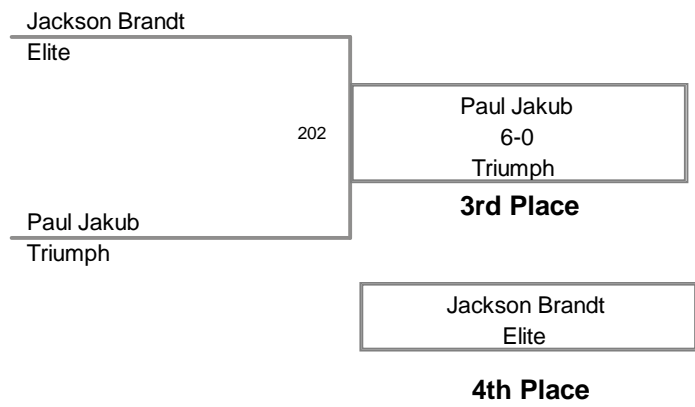 Jackson Brandt
Elite
202
Paul Jakub
6-0
Triumph
3rd Place
Paul Jakub
Triumph
Jackson Brandt
Elite
4th Place